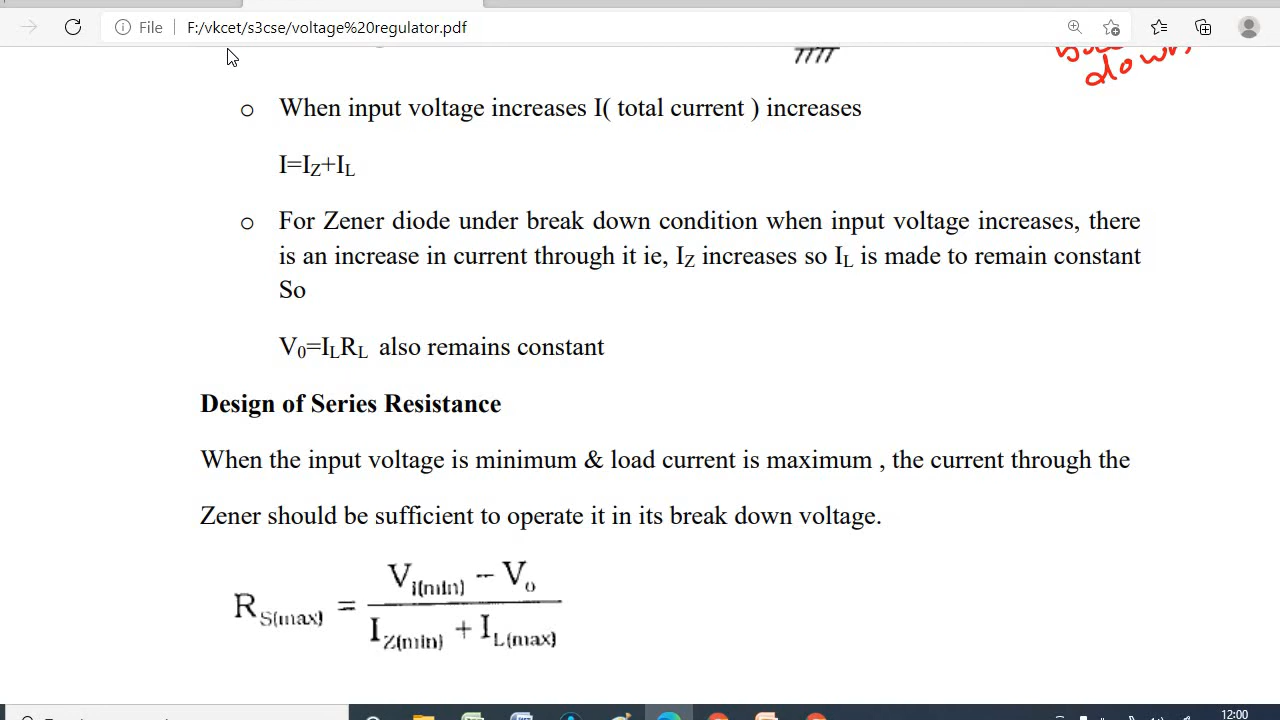 File F:/vkcet/s3cse/voltage%20regulator.pdf
down
o When input voltage increases I( total current ) increases
I=IZ+IL
o For Zener diode under break down condition when input voltage increases, there
is an increase in current through it ie, IZ increases so IL is made to remain constant
So
V0=ILRL also remains constant
Design of Series Resistance
When the input voltage is minimum & load current is maximum , the current through the
Zener should be sufficient to operate it in its break down voltage.
RS(max) = Vi(min) − Vo
IZ(min) + IL(max)
12:00